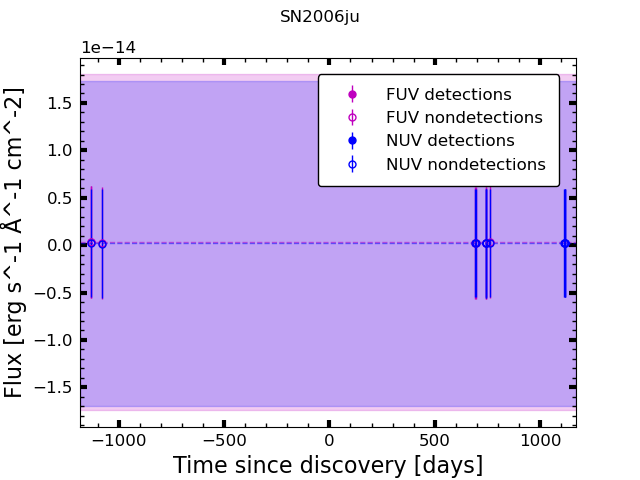 SN2006ju
1e−14
FUV detections
FUV nondetections
NUV detections
NUV nondetections
1.5
1.0
0.5
0.0
−0.5
−1.0
−1.5
Flux [erg s^-1 Å^-1 cm^-2]
−1000
−500
0
500
1000
Time since discovery [days]